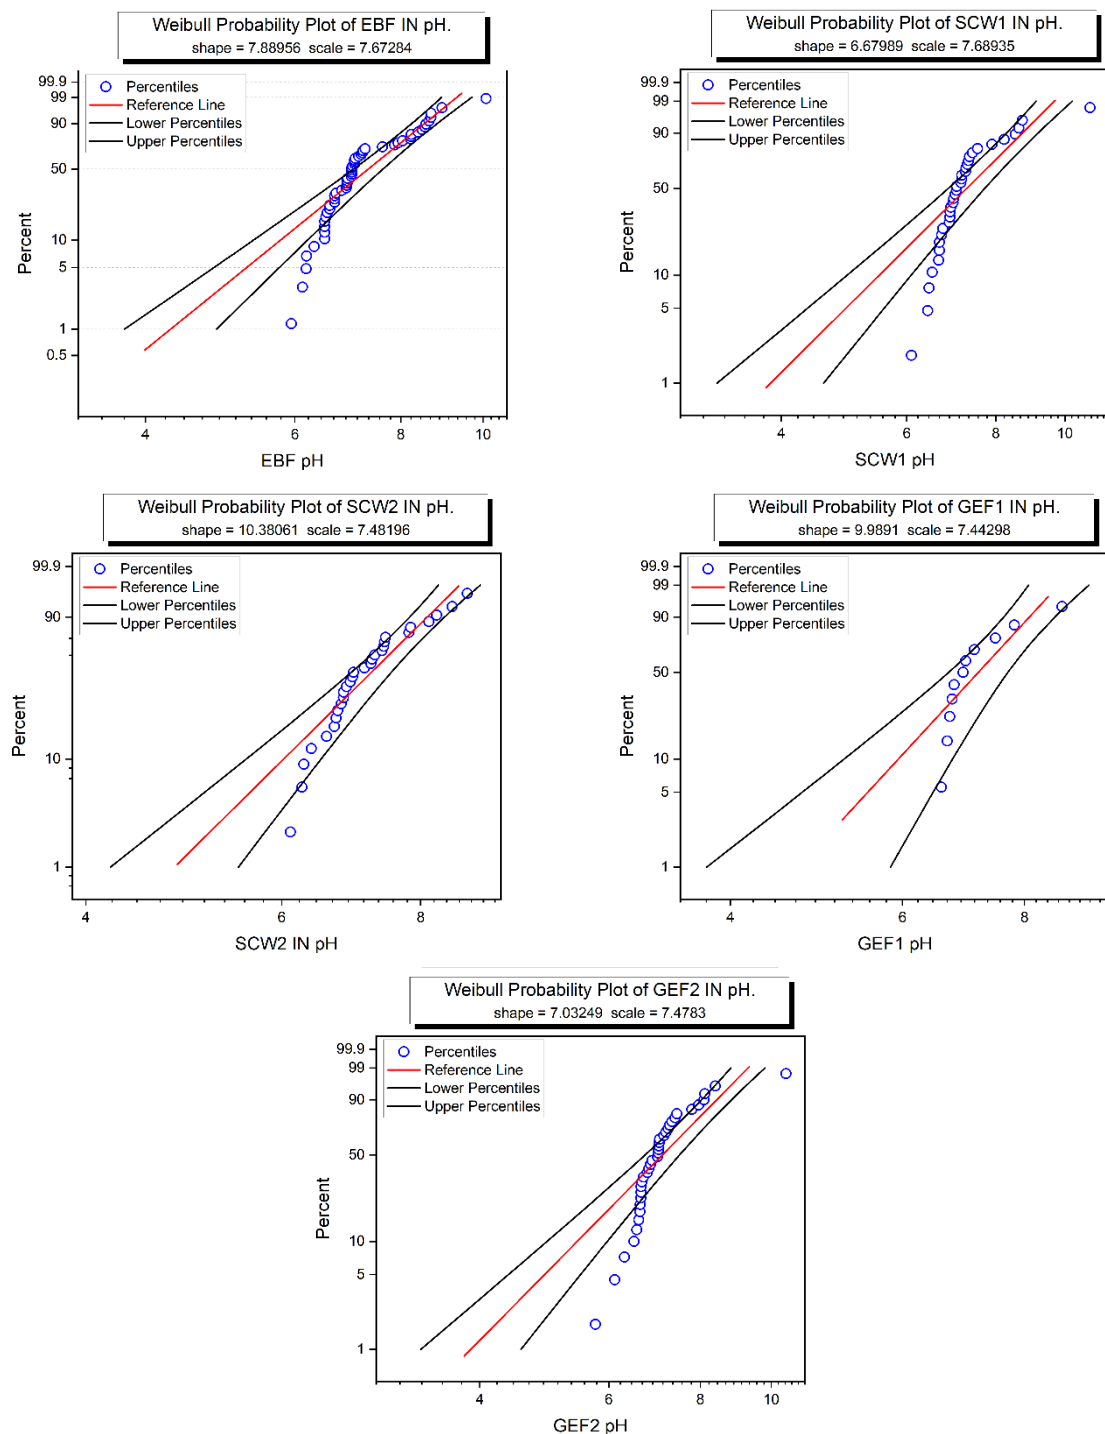 Weibull Probability Plot of EBF IN pH.
shape = 7.88956 scale = 7.67284
99.9
99
90
50
10
5
1
0.5
Percentiles
Reference Line
Lower Percentiles
Upper Percentiles
Percent
4
6
8
10
EBF pH
Weibull Probability Plot of SCW1 IN pH.
shape = 6.67989 scale = 7.68935
99.9
99
90
50
10
5
1
Percentiles
Reference Line
Lower Percentiles
Upper Percentiles
Percent
4
6
8
10
SCW1 pH
Weibull Probability Plot of SCW2 IN pH.
shape = 10.38061 scale = 7.48196
99.9
90
10
1
Percentiles
Reference Line
Lower Percentiles
Upper Percentiles
Percent
4
6
8
SCW2 IN pH
Weibull Probability Plot of GEF1 IN pH.
shape = 9.9891 scale = 7.44298
99.9
99
90
50
10
5
1
Percentiles
Reference Line
Lower Percentiles
Upper Percentiles
Percent
4
6
8
GEF1 pH
Weibull Probability Plot of GEF2 IN pH.
shape = 7.03249 scale = 7.4783
99.9
99
90
50
10
5
1
Percentiles
Reference Line
Lower Percentiles
Upper Percentiles
Percent
4
6
8
10
GEF2 pH